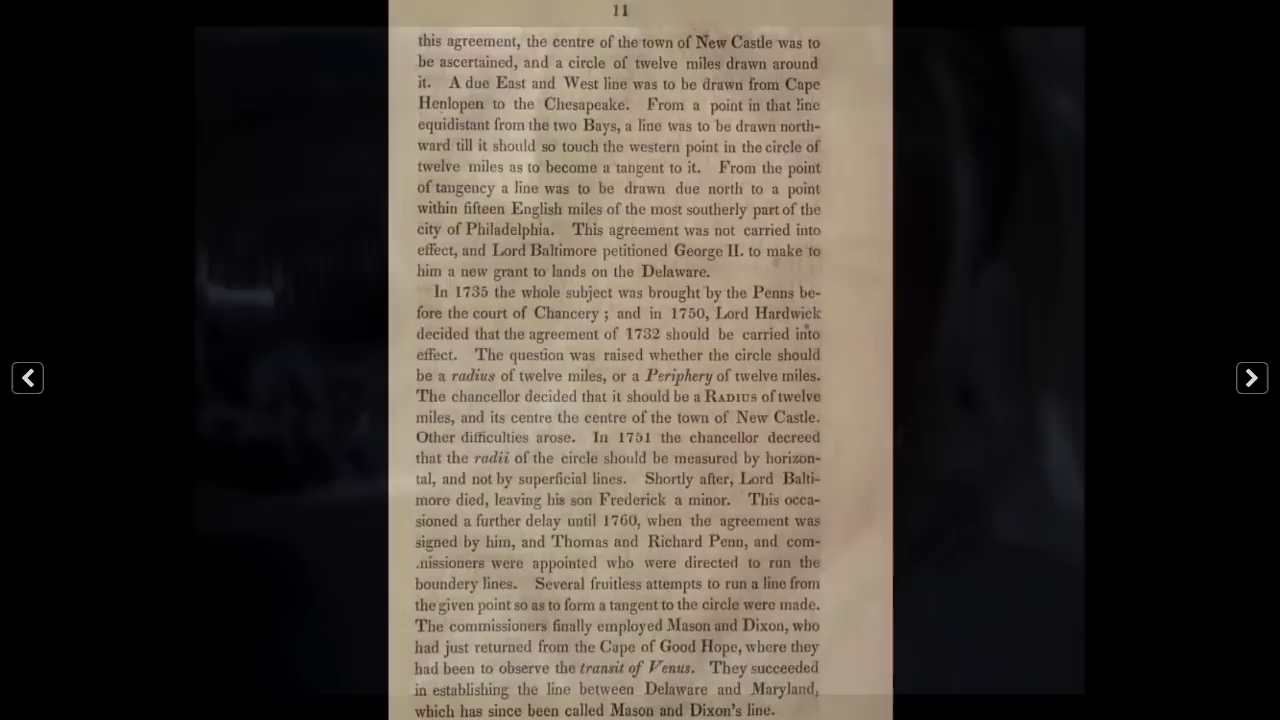 11
this agreement, the centre of the town of New Castle was to
be ascertained, and a circle of twelve miles drawn around
it. A due East and West line was to be drawn from Cape
Henlopen to the Chesapeake. From a point in that line
equidistant from the two Bays, a line was to be drawn north-
ward till it should so touch the western point in the circle of
twelve miles as to become a tangent to it. From the point
of tangency a line was to be drawn due north to a point
within fifteen English miles of the most southerly part of the
city of Philadelphia. This agreement was not carried into
effect, and Lord Baltimore petitioned George II. to make to
him a new grant to lands on the Delaware.
In 1735 the whole subject was brought by the Penns be-
fore the court of Chancery ; and in 1750, Lord Hardwick
decided that the agreement of 1732 should be carried into
effect. The question was raised whether the circle should
be a radius of twelve miles, or a Periphery of twelve miles.
The chancellor decided that it should be a RADIUS of twelve
miles, and its centre the centre of the town of New Castle.
Other difficulties arose. In 1751 the chancellor decreed
that the radii of the circle should be measured by horizon-
tal, and not by superficial lines. Shortly after, Lord Balti-
more died, leaving his son Frederick a minor. This occa-
sioned a further delay until 1760, when the agreement was
signed by him, and Thomas and Richard Penn, and com-
.nissioners were appointed who were directed to run the
boundery lines. Several fruitless attempts to run a line from
the given point so as to form a tangent to the circle were made.
The commissioners finally employed Mason and Dixon, who
had just returned from the Cape of Good Hope, where they
had been to observe the transit of Venus. They succeeded
in establishing the line between Delaware and Maryland,
which has since been called Mason and Dixon's line.